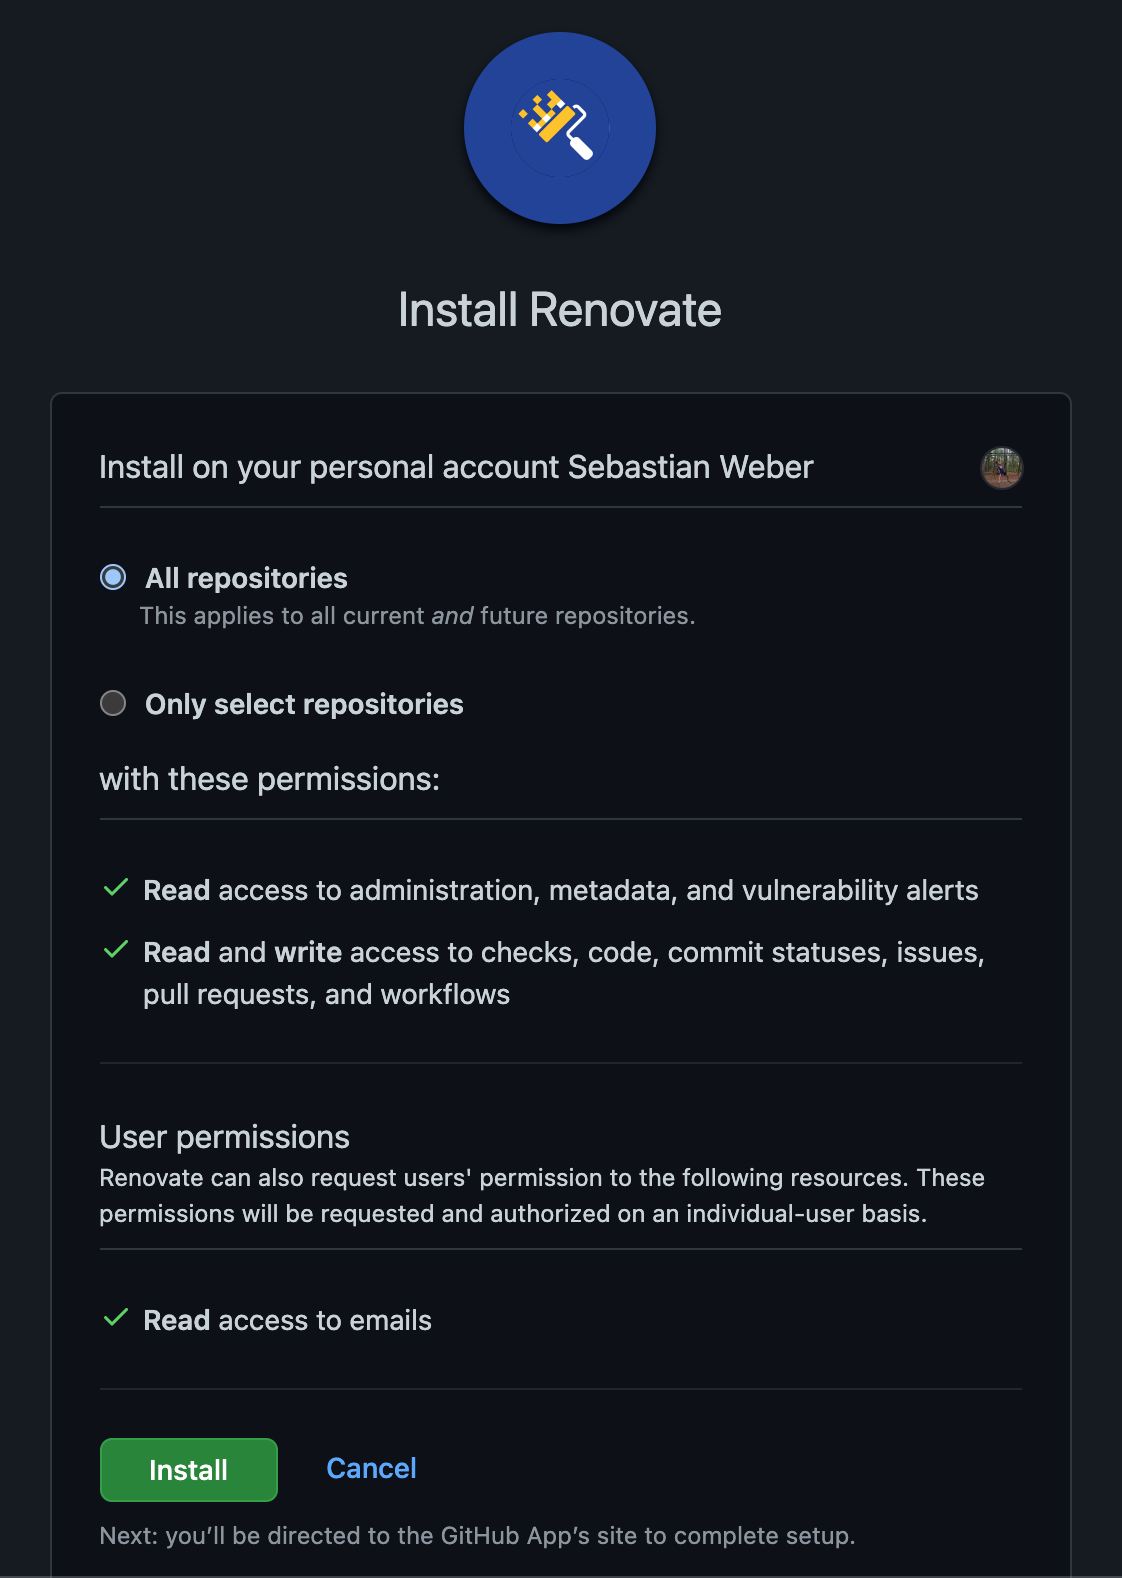 Install Renovate
Install on your personal account Sebastian Weber
All repositories
This applies to all current and future repositories.
Only select repositories
with these permissions:
Read access to administration, metadata, and vulnerability alerts
Read and write access to checks, code, commit statuses, issues,
pull requests, and workflows
User permissions
Renovate can also request users' permission to the following resources. These
permissions will be requested and authorized on an individual-user basis.
Read access to emails
Install Cancel
Next: you’ll be directed to the GitHub App’s site to complete setup.